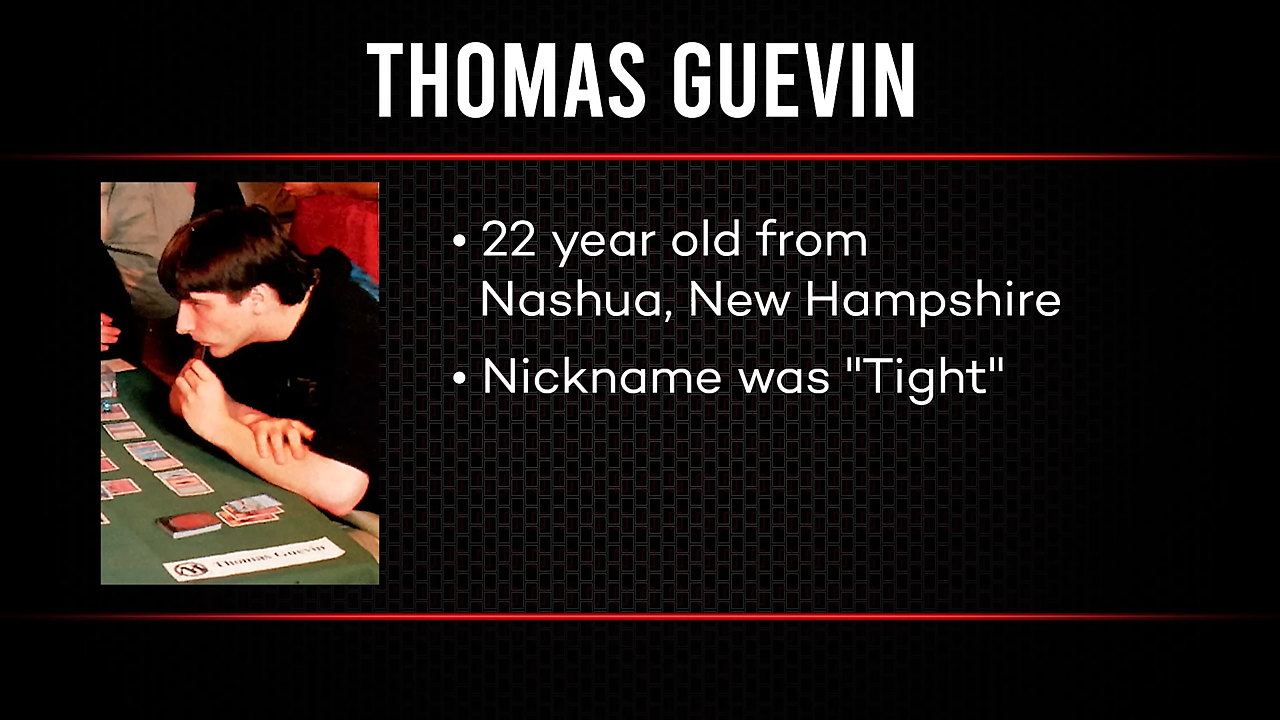 THOMAS GUEVIN
• 22 year old from
Nashua, New Hampshire
• Nickname was "Tight"
Thomas Guevin